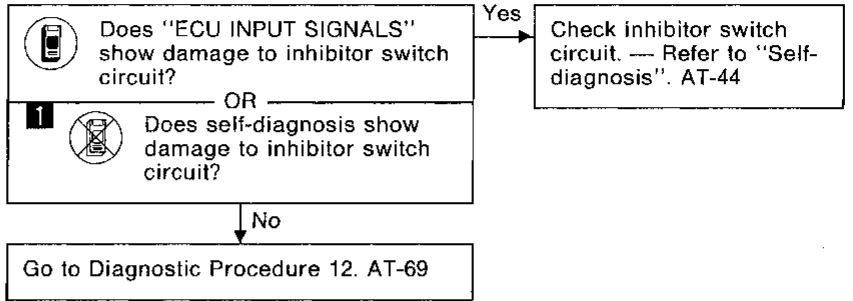 Does "ECU INPUT SIGNALS"
show damage to inhibitor switch
circuit?
Yes
Check inhibitor switch
circuit. — Refer to "Self-
diagnosis". AT-44
OR
1
Does self-diagnosis show
damage to inhibitor switch
circuit?
No
Go to Diagnostic Procedure 12. AT-69